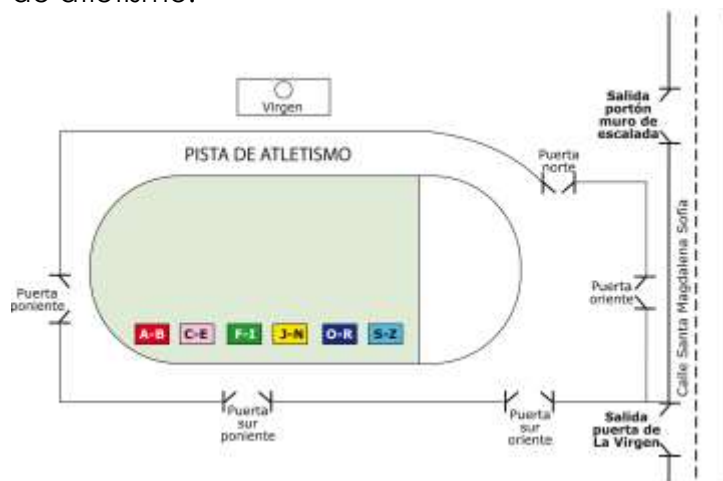 de atletismo.
Virgen
PISTA DE ATLETISMO
Salida
portón
muro de
escalada
Puerta
norte
Puerta
poniente
Puerta
oriente
Calle Santa Magdalena Sofía
A-B C-E F-I J-N O-R S-Z
Puerta
sur
poniente
Puerta
sur
oriente
Salida
puerta de
La Virgen